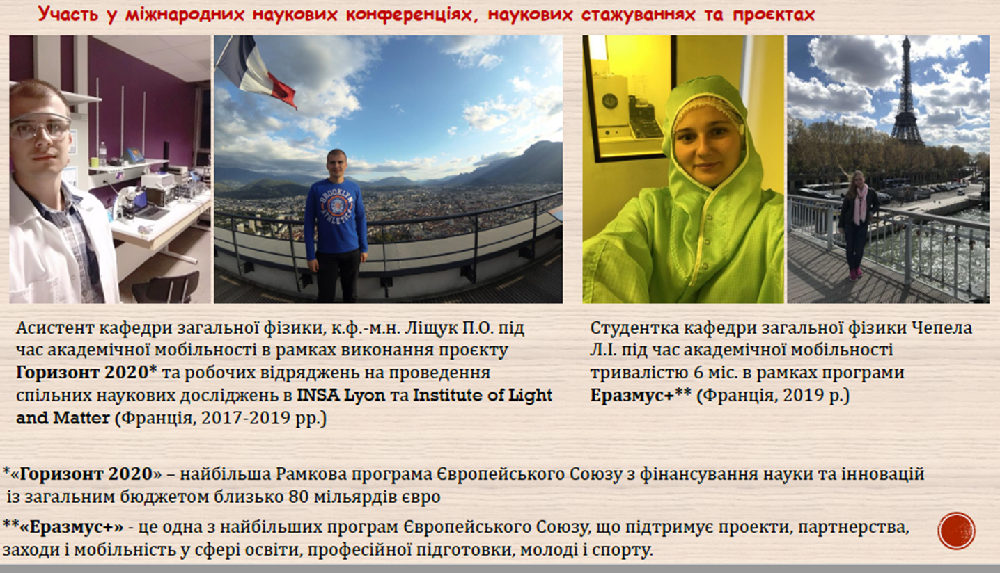 Участь у міжнародних наукових конференціях, наукових стажуваннях та проєктах
BROOKLYN
ATHLETICS
Асистент кафедри загальної фізики, к.ф.-м.н. Ліщук П.О. під
час академічної мобільності в рамках виконання проєкту
Горизонт 2020* та робочих відряджень на проведення
спільних наукових досліджень в INSA Lyon та Institute of Light
and Matter (Франція, 2017-2019 рр.)
Студентка кафедри загальної фізики Чепела
Л.І. під час академічної мобільності
тривалістю 6 міс. в рамках програми
Еразмус+** (Франція, 2019 р.)
*«Горизонт 2020» – найбільша Рамкова програма Європейського Союзу з фінансування науки та інновацій
із загальним бюджетом близько 80 мільярдів євро
**«Еразмус+» - це одна з найбільших програм Європейського Союзу, що підтримує проекти, партнерства,
заходи і мобільність у сфері освіти, професійної підготовки, молоді і спорту.